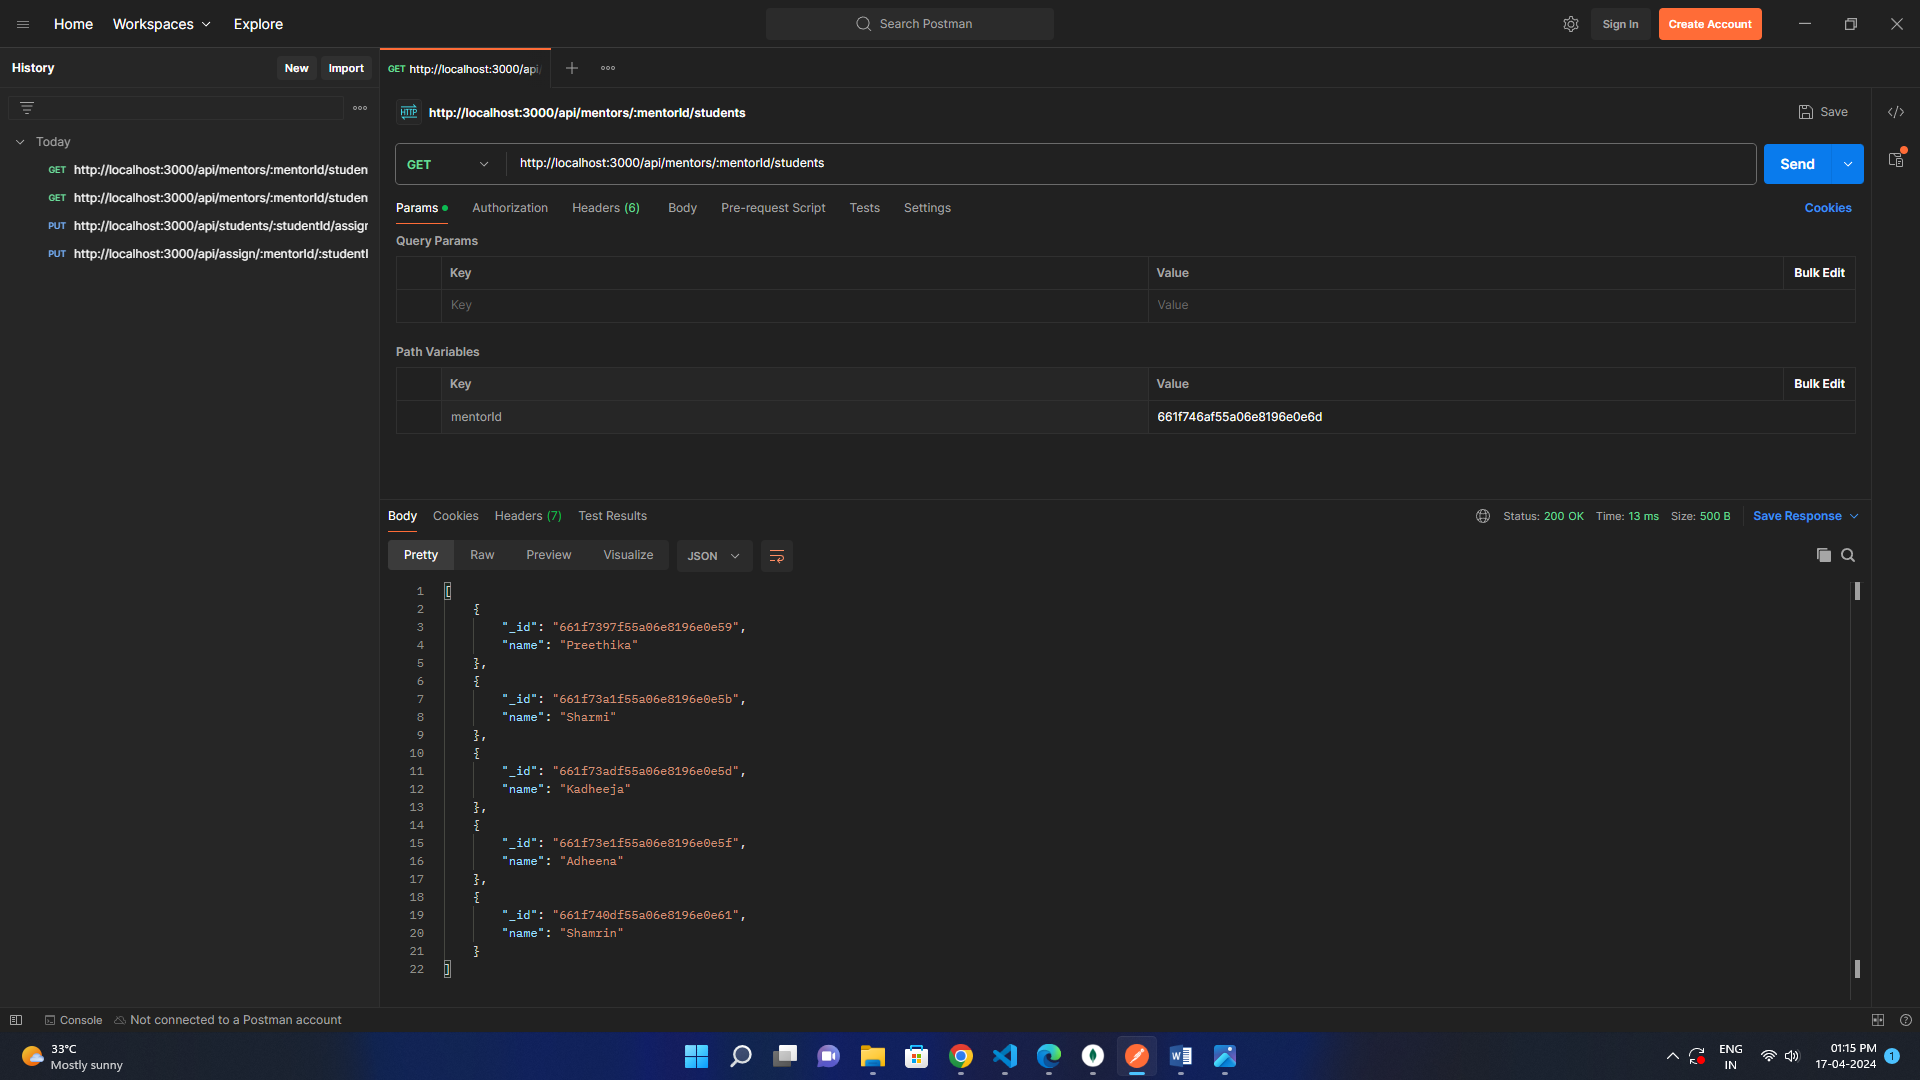 Home Workspaces Explore
Search Postman
Sign In Create Account
History New Import
GET http://localhost:3000/api/
Today
GET http://localhost:3000/api/mentors/:mentorId/studen
GET http://localhost:3000/api/mentors/:mentorId/studen
PUT http://localhost:3000/api/students/:studentId/assign
PUT http://localhost:3000/api/assign/:mentorId/:studentI
HTTP http://localhost:3000/api/mentors/:mentorId/students
Save
GET http://localhost:3000/api/mentors/:mentorId/students
Send
Params Authorization Headers (6) Body Pre-request Script Tests Settings Cookies
Query Params
Key Value Bulk Edit
Key Value
Path Variables
Key Value Bulk Edit
mentorId 661f746af55a06e8196e0e6d
Body Cookies Headers (7) Test Results Status: 200 OK Time: 13 ms Size: 500 B Save Response
Pretty Raw Preview Visualize JSON
1 [
2 {
3 "_id": "661f7397f55a06e8196e0e59",
4 "name": "Preethika"
5 },
6 {
7 "_id": "661f73a1f55a06e8196e0e5b",
8 "name": "Sharmi"
9 },
10 {
11 "_id": "661f73adf55a06e8196e0e5d",
12 "name": "Kadheeja"
13 },
14 {
15 "_id": "661f73e1f55a06e8196e0e5f",
16 "name": "Adheena"
17 },
18 {
19 "_id": "661f740df55a06e8196e0e61",
20 "name": "Shamrin"
21 }
22 ]
Console Not connected to a Postman account
33°C
Mostly sunny
ENG
IN
01:15 PM
17-04-2024
1